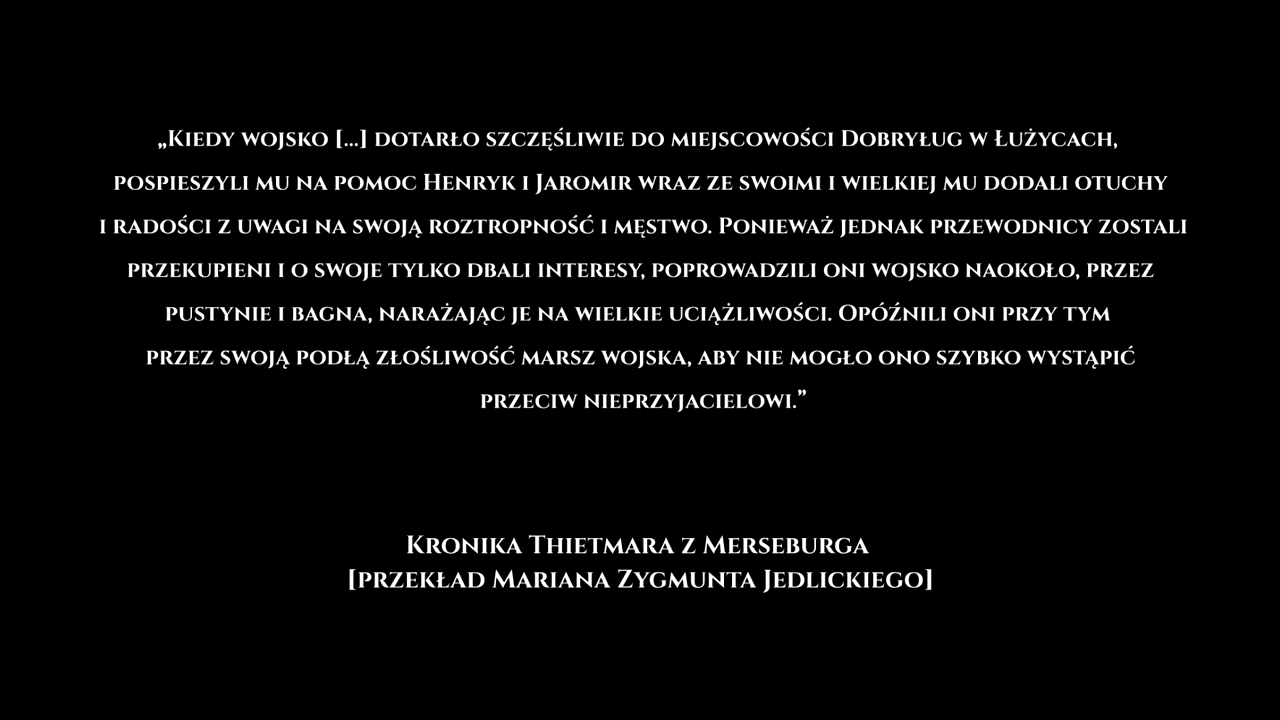 „Kiedy wojsko [...] dotarło szczęśliwie do miejscowości Dobryług w Łużycach,
pospieszyli mu na pomoc Henryk i Jaromir wraz ze swoimi i wielkiej mu dodali otuchy
i radości z uwagi na swoją roztropność i męstwo. Ponieważ jednak przewodnicy zostali
przekupieni i o swoje tylko dbali interesy, poprowadzili oni wojsko naokoło, przez
pustynie i bagna, narażając je na wielkie uciążliwości. Opóźnili oni przy tym
przez swoją podłą złośliwość marsz wojska, aby nie mogło ono szybko wystąpić
przeciw nieprzyjacielowi.”
Kronika Thietmara z Merseburga
[przekład Mariana Zygmunta Jedlickiego]